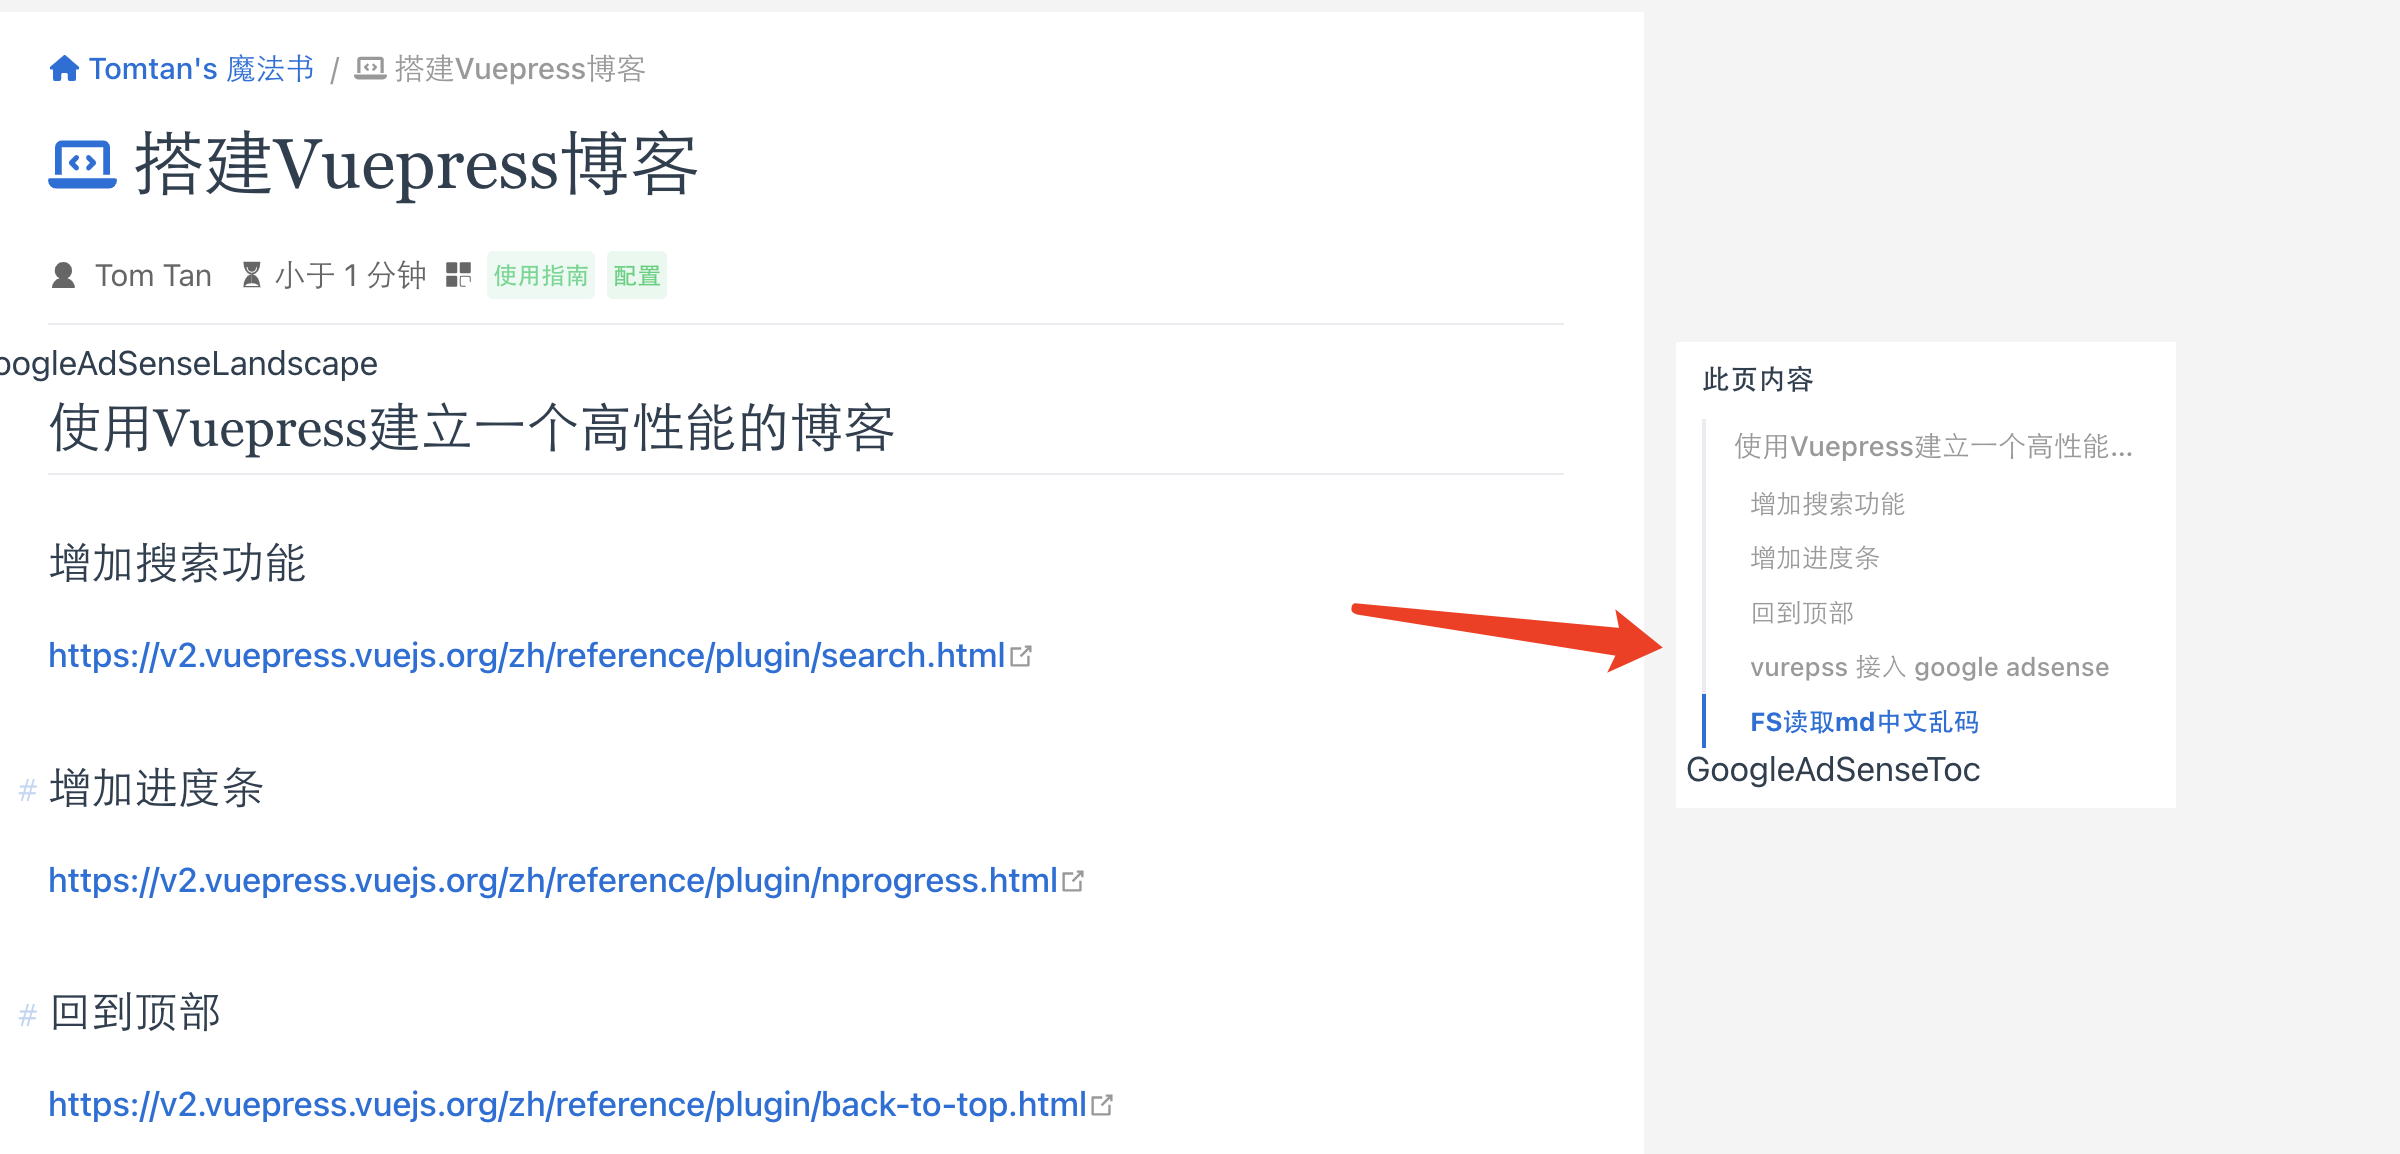 Tomtan's 魔法书 / 搭建Vuepress博客
搭建Vuepress博客
Tom Tan 小于 1 分钟 使用指南 配置
oogleAdSenseLandscape
使用Vuepress建立一个高性能的博客
增加搜索功能
https://v2.vuepress.vuejs.org/zh/reference/plugin/search.html
# 增加进度条
https://v2.vuepress.vuejs.org/zh/reference/plugin/nprogress.html
# 回到顶部
https://v2.vuepress.vuejs.org/zh/reference/plugin/back-to-top.html
此页内容
使用Vuepress建立一个高性能...
增加搜索功能
增加进度条
回到顶部
vurepss 接入 google adsense
FS读取md中文乱码
GoogleAdSenseToc